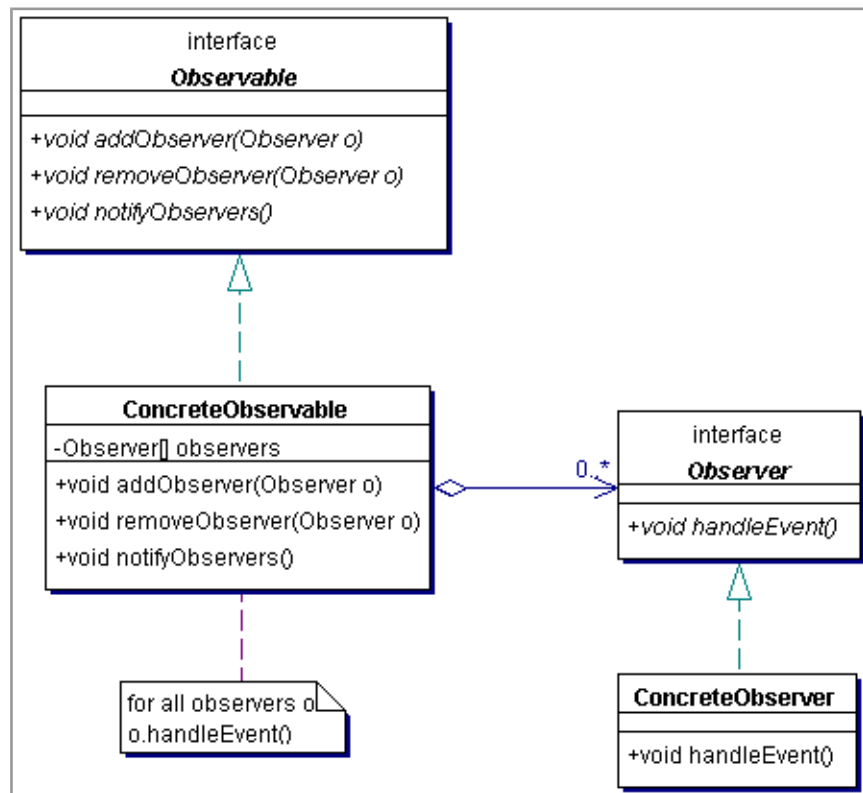 interface
Observable
+void addObserver(Observer o)
+void removeObserver(Observer o)
+void notifyObservers()
ConcreteObservable
-Observer[] observers
+void addObserver(Observer o)
+void removeObserver(Observer o)
+void notifyObservers()
0..*
interface
Observer
+void handleEvent()
for all observers o
o.handleEvent()
ConcreteObserver
+void handleEvent()